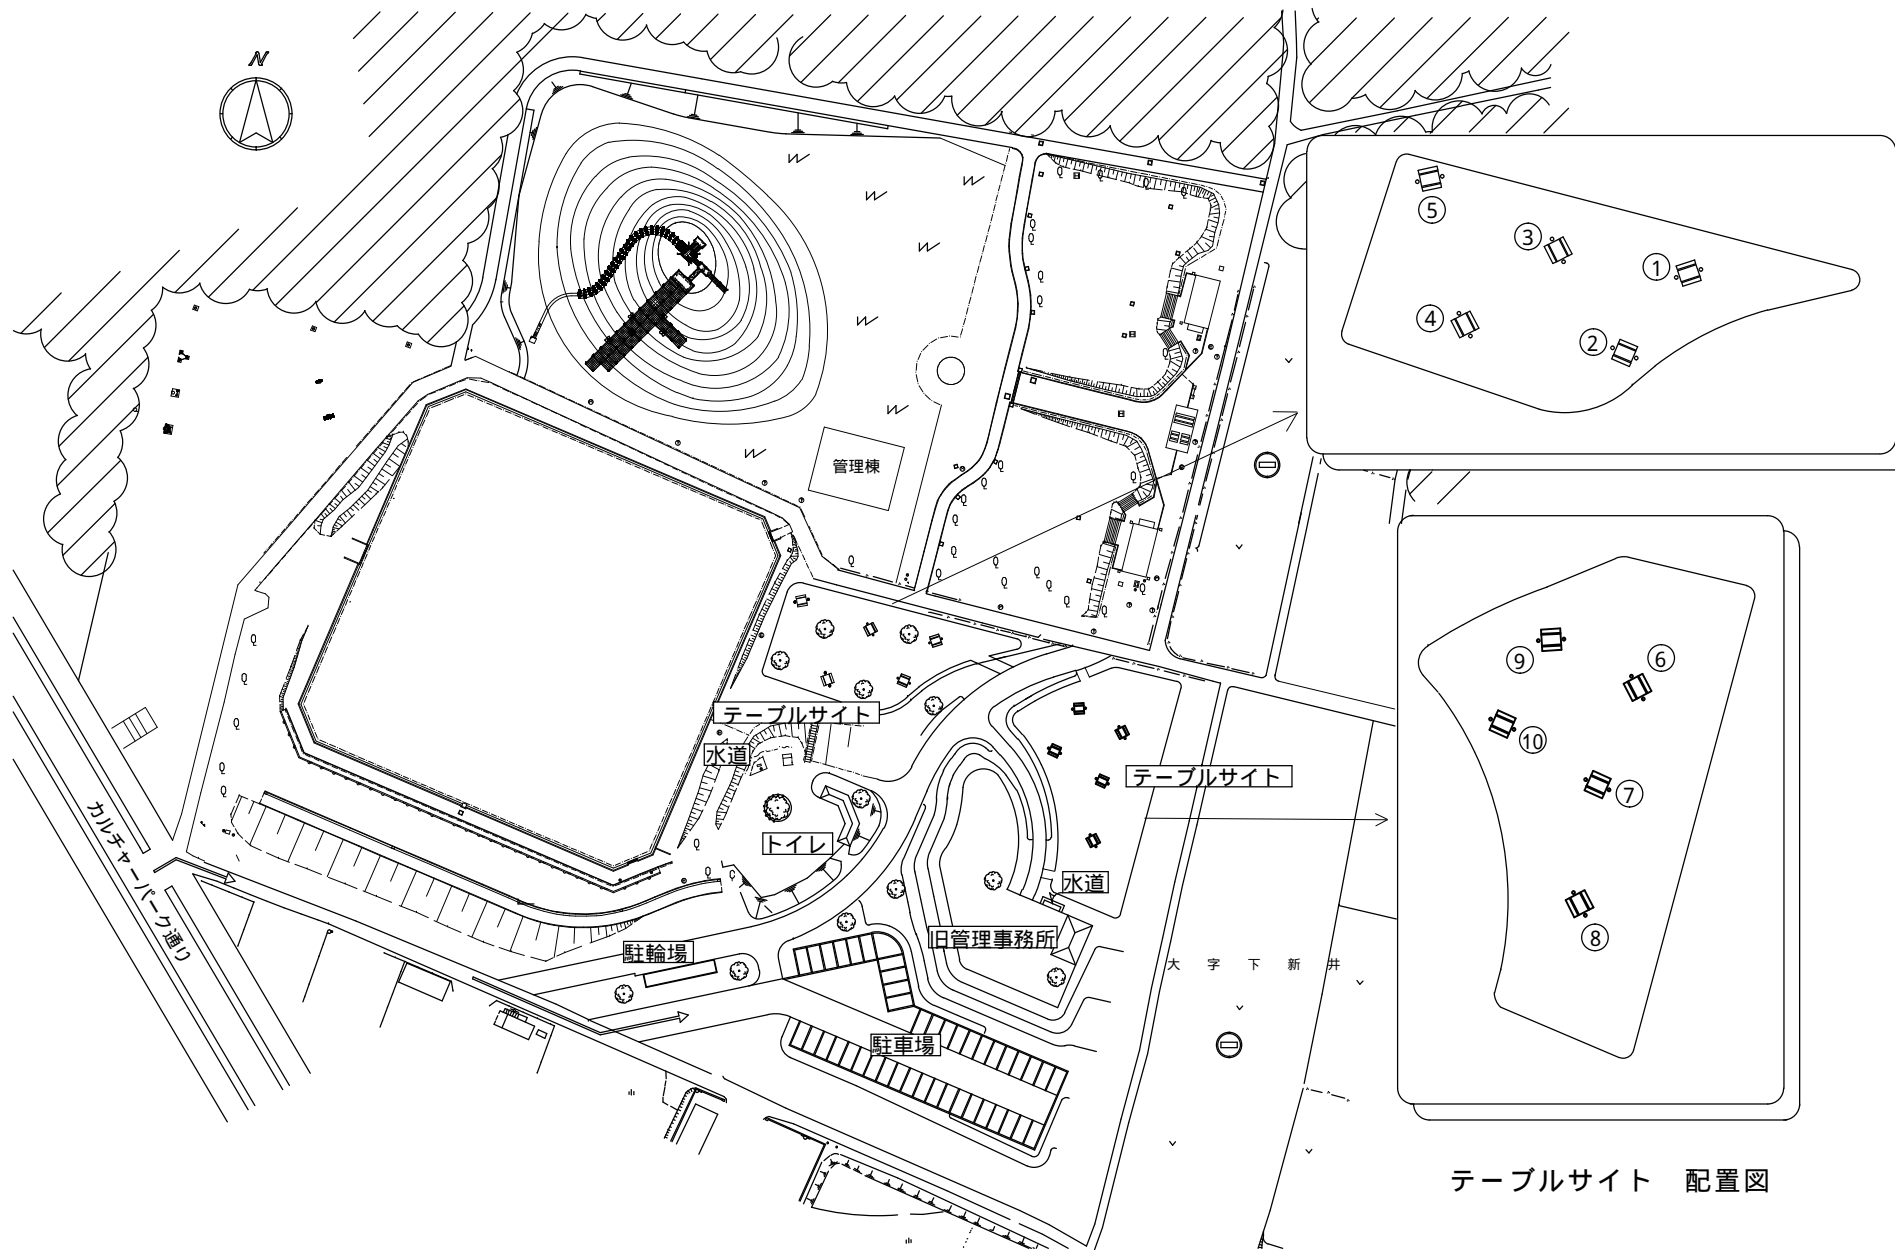 N
⑤
③
①
④
②
管理棟
⑨
⑥
⑩
⑦
⑧
テーブルサイト
水道
テーブルサイト
トイレ
水道
カルチャーパーク通り
旧管理事務所
駐輪場
大字下新井
駐車場
テーブルサイト 配置図